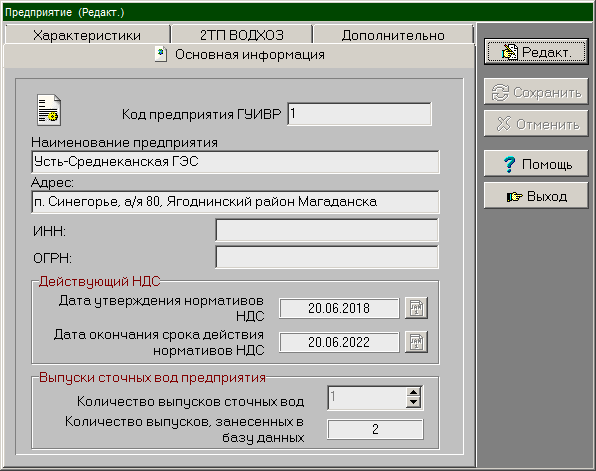 Предприятие (Редакт.)
Характеристики
2ТП ВОДХОЗ
Дополнительно
Основная информация
Код предприятия ГУИВР
1
Наименование предприятия
Усть-Среднеканская ГЭС
Адрес:
п. Синегорье, а/я 80, Ягоднинский район Магаданска
ИНН:
ОГРН:
Действующий НДС
Дата утверждения нормативов
НДС
20.06.2018
Дата окончания срока действия
нормативов НДС
20.06.2022
Выпуски сточных вод предприятия
Количество выпусков сточных вод
1
Количество выпусков, занесенных в
базу данных
2
Редакт.
Сохранить
Отменить
Помощь
Выход